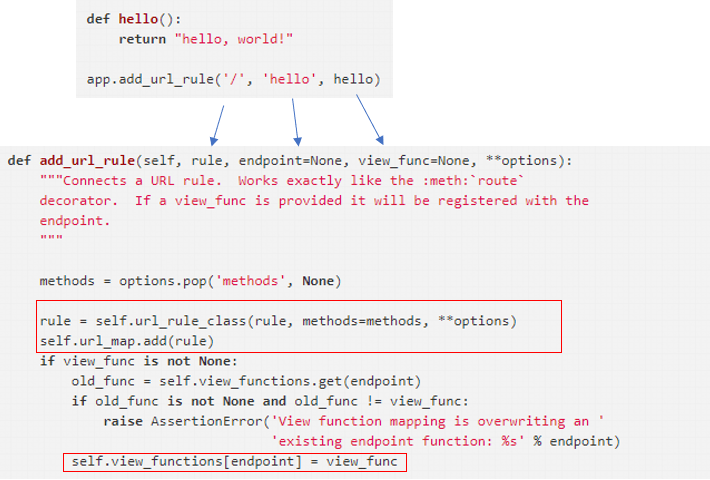 def hello():
    return "hello, world!"
app.add_url_rule('/', 'hello', hello)
def add_url_rule(self, rule, endpoint=None, view_func=None, **options):
    """Connects a URL rule.  Works exactly like the :meth:`route`
    decorator.  If a view_func is provided it will be registered with the
    endpoint.
    """
    methods = options.pop('methods', None)
    rule = self.url_rule_class(rule, methods=methods, **options)
    self.url_map.add(rule)
    if view_func is not None:
        old_func = self.view_functions.get(endpoint)
        if old_func is not None and old_func != view_func:
            raise AssertionError('View function mapping is overwriting an '
                                 'existing endpoint function: %s' % endpoint)
        self.view_functions[endpoint] = view_func